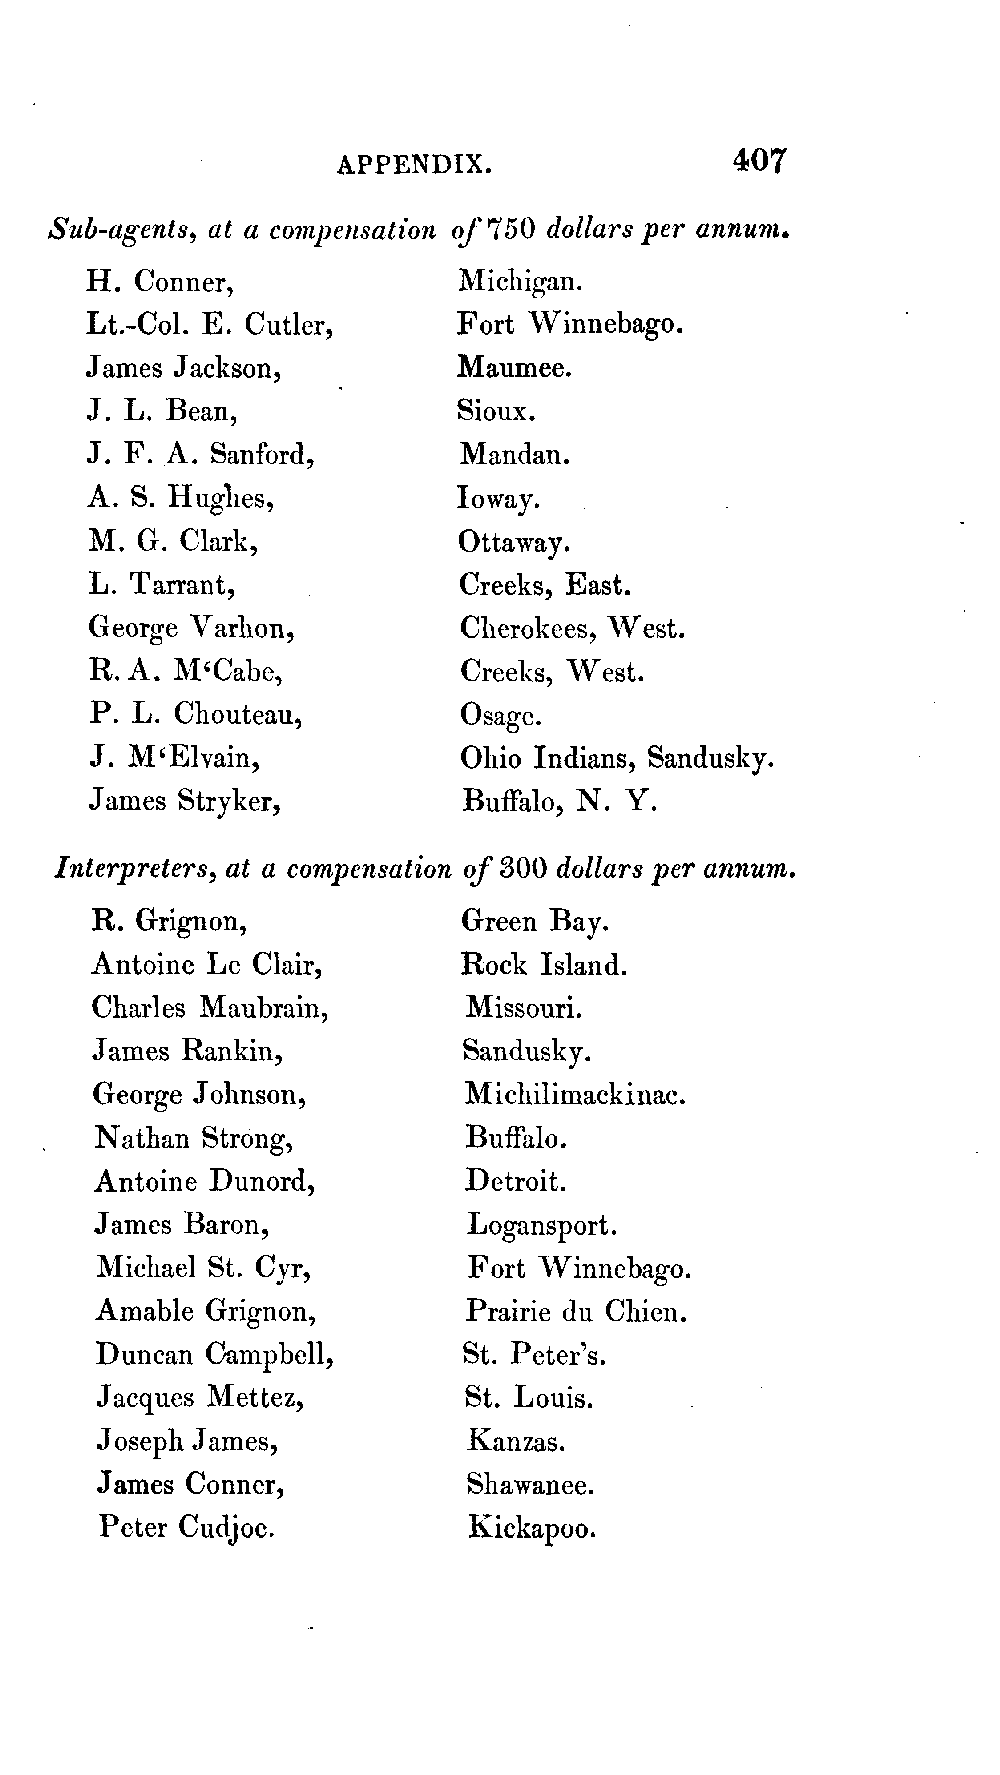 APPENDIX. 407
Sub-agents, at a compensation of 750 dollars per annum.
H. Conner, Michigan.
Lt.-Col. E. Cutler, Fort Winnebago.
James Jackson, Maumee.
J. L. Bean, Sioux.
J. F. A. Sanford, Mandan.
A. S. Hughes, Ioway.
M. G. Clark, Ottaway.
L. Tarrant, Creeks, East.
George Varhon, Cherokees, West.
R. A. M‘Cabe, Creeks, West.
P. L. Chouteau, Osage.
J. M‘Elvain, Ohio Indians, Sandusky.
James Stryker, Buffalo, N. Y.
Interpreters, at a compensation of 300 dollars per annum.
R. Grignon, Green Bay.
Antoine Le Clair, Rock Island.
Charles Maubrain, Missouri.
James Rankin, Sandusky.
George Johnson, Michilimackinac.
Nathan Strong, Buffalo.
Antoine Dunord, Detroit.
James Baron, Logansport.
Michael St. Cyr, Fort Winnebago.
Amable Grignon, Prairie du Chien.
Duncan Campbell, St. Peter's.
Jacques Mettez, St. Louis.
Joseph James, Kanzas.
James Conner, Shawanee.
Peter Cudjoe. Kickapoo.